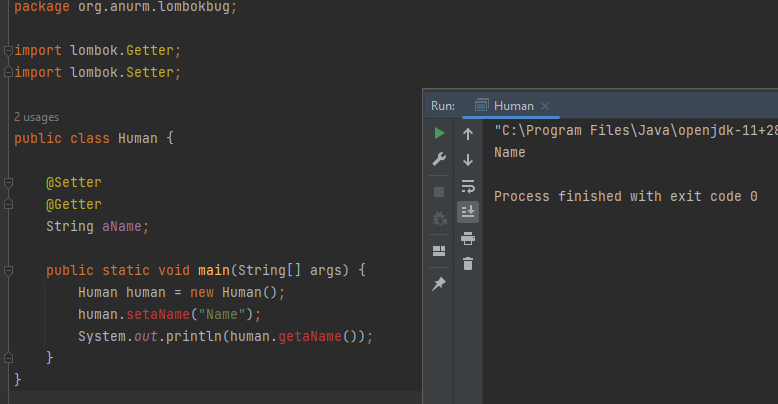 package org.anurm.lombokbug;
import lombok.Getter;
import lombok.Setter;
2 usages
public class Human {
@Setter
@Getter
String aName;
public static void main(String[] args) {
Human human = new Human();
human.setaName("Name");
System.out.println(human.getaName());
}
}
Run: Human ×
"C:\Program Files\Java\openjdk-11+28
Name
Process finished with exit code 0